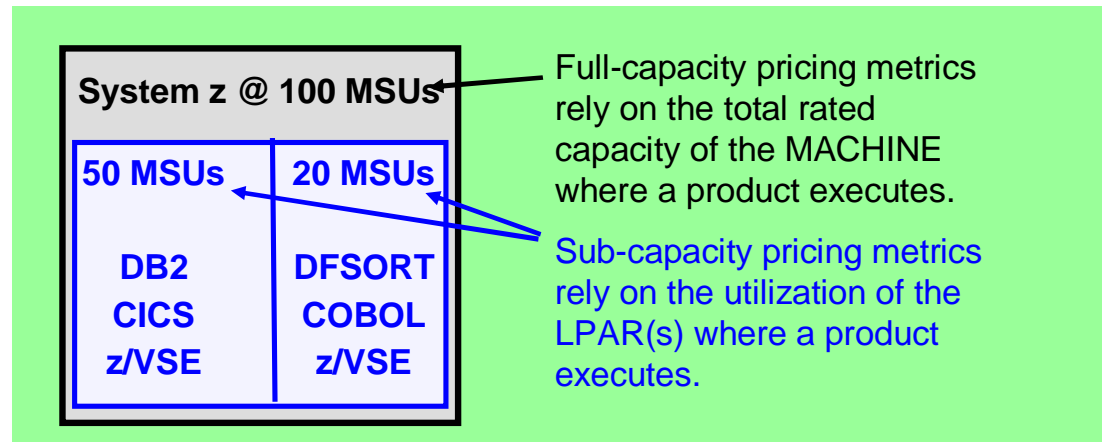 System z @ 100 MSUs
50 MSUs
DB2
CICS
z/VSE
20 MSUs
DFSORT
COBOL
z/VSE
Full-capacity pricing metrics
rely on the total rated
capacity of the MACHINE
where a product executes.
Sub-capacity pricing metrics
rely on the utilization of the
LPAR(s) where a product
executes.